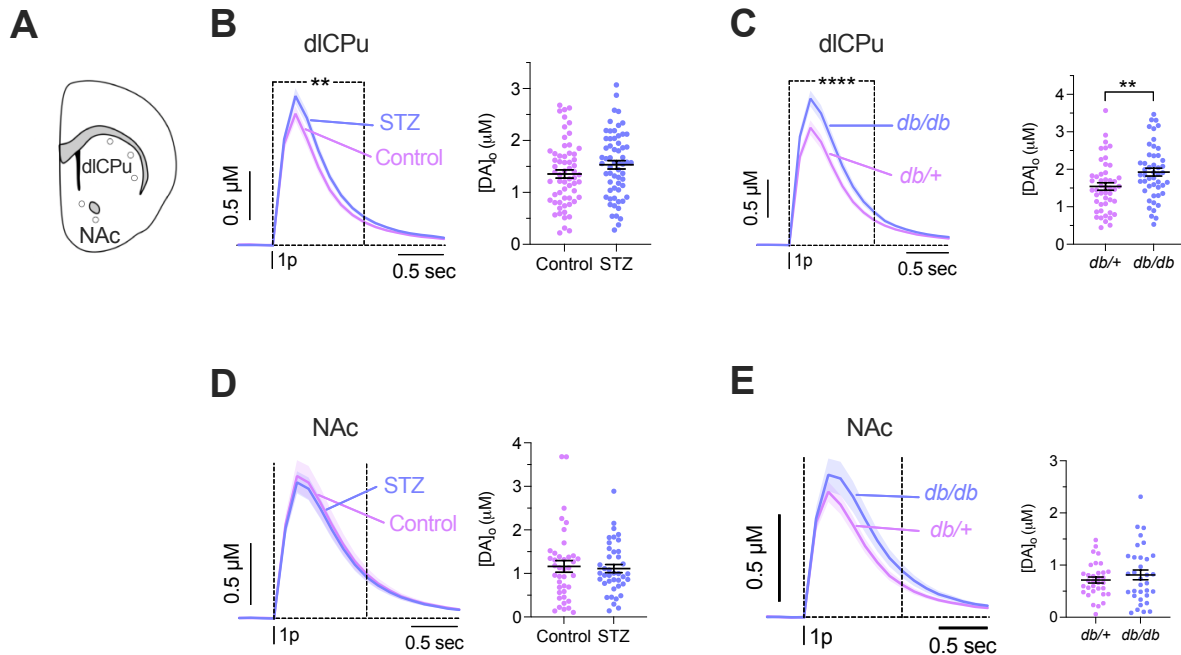 A
dlCPu
NAc
B
dlCPu
**
STZ
Control
0.5 µM
1p
0.5 sec
[DA]ₒ (µM)
4
3
2
1
0
Control STZ
C
dlCPu
****
db/db
db/+
0.5 µM
1p
0.5 sec
**
[DA]ₒ (µM)
4
3
2
1
0
db/+ db/db
D
NAc
STZ
Control
0.5 µM
1p
0.5 sec
[DA]ₒ (µM)
4
3
2
1
0
Control STZ
E
NAc
db/db
db/+
0.5 µM
1p
0.5 sec
[DA]ₒ (µM)
3
2
1
0
db/+ db/db